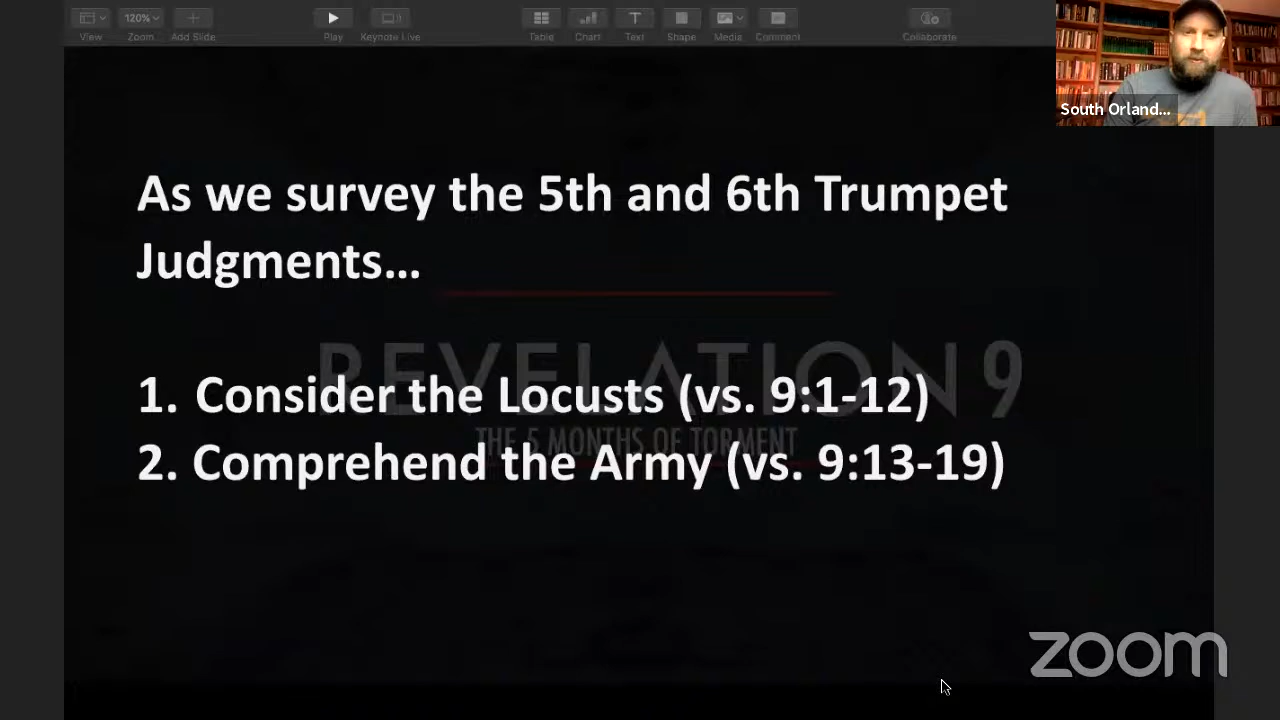 120%
View
Zoom
Add Slide
Play
Keynote Live
Table
Chart
Text
Shape
Media
Comment
Collaborate
South Orland...
As we survey the 5th and 6th Trumpet
Judgments...
REVELATION 9
1. Consider the Locusts (vs. 9:1-12)
THE 5 MONTHS OF TORMENT
2. Comprehend the Army (vs. 9:13-19)
zoom